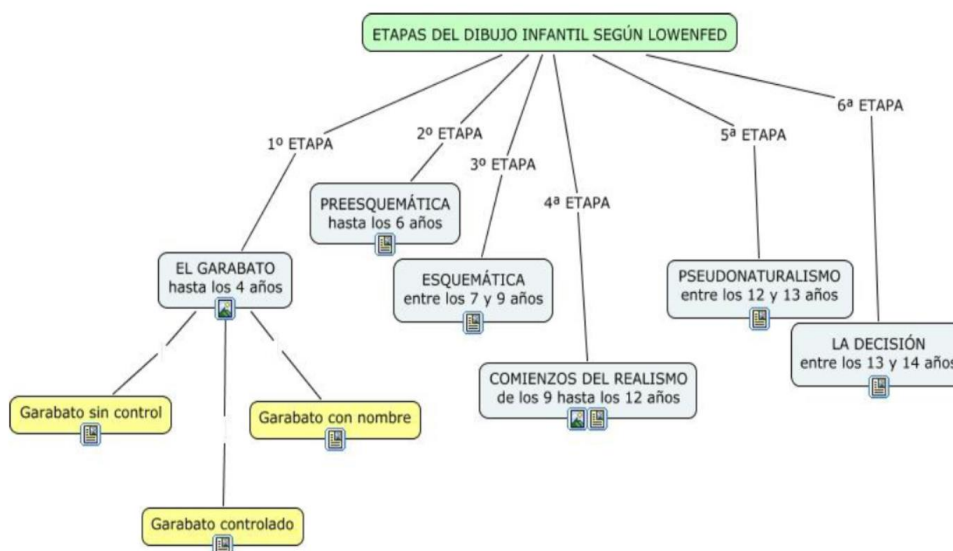 ETAPAS DEL DIBUJO INFANTIL SEGÚN LOWENFED
1º ETAPA
2º ETAPA
3º ETAPA
4ª ETAPA
5ª ETAPA
6ª ETAPA
EL GARABATO
hasta los 4 años
PREESQUEMÁTICA
hasta los 6 años
ESQUEMÁTICA
entre los 7 y 9 años
COMIENZOS DEL REALISMO
de los 9 hasta los 12 años
PSEUDONATURALISMO
entre los 12 y 13 años
LA DECISIÓN
entre los 13 y 14 años
Garabato sin control
Garabato controlado
Garabato con nombre